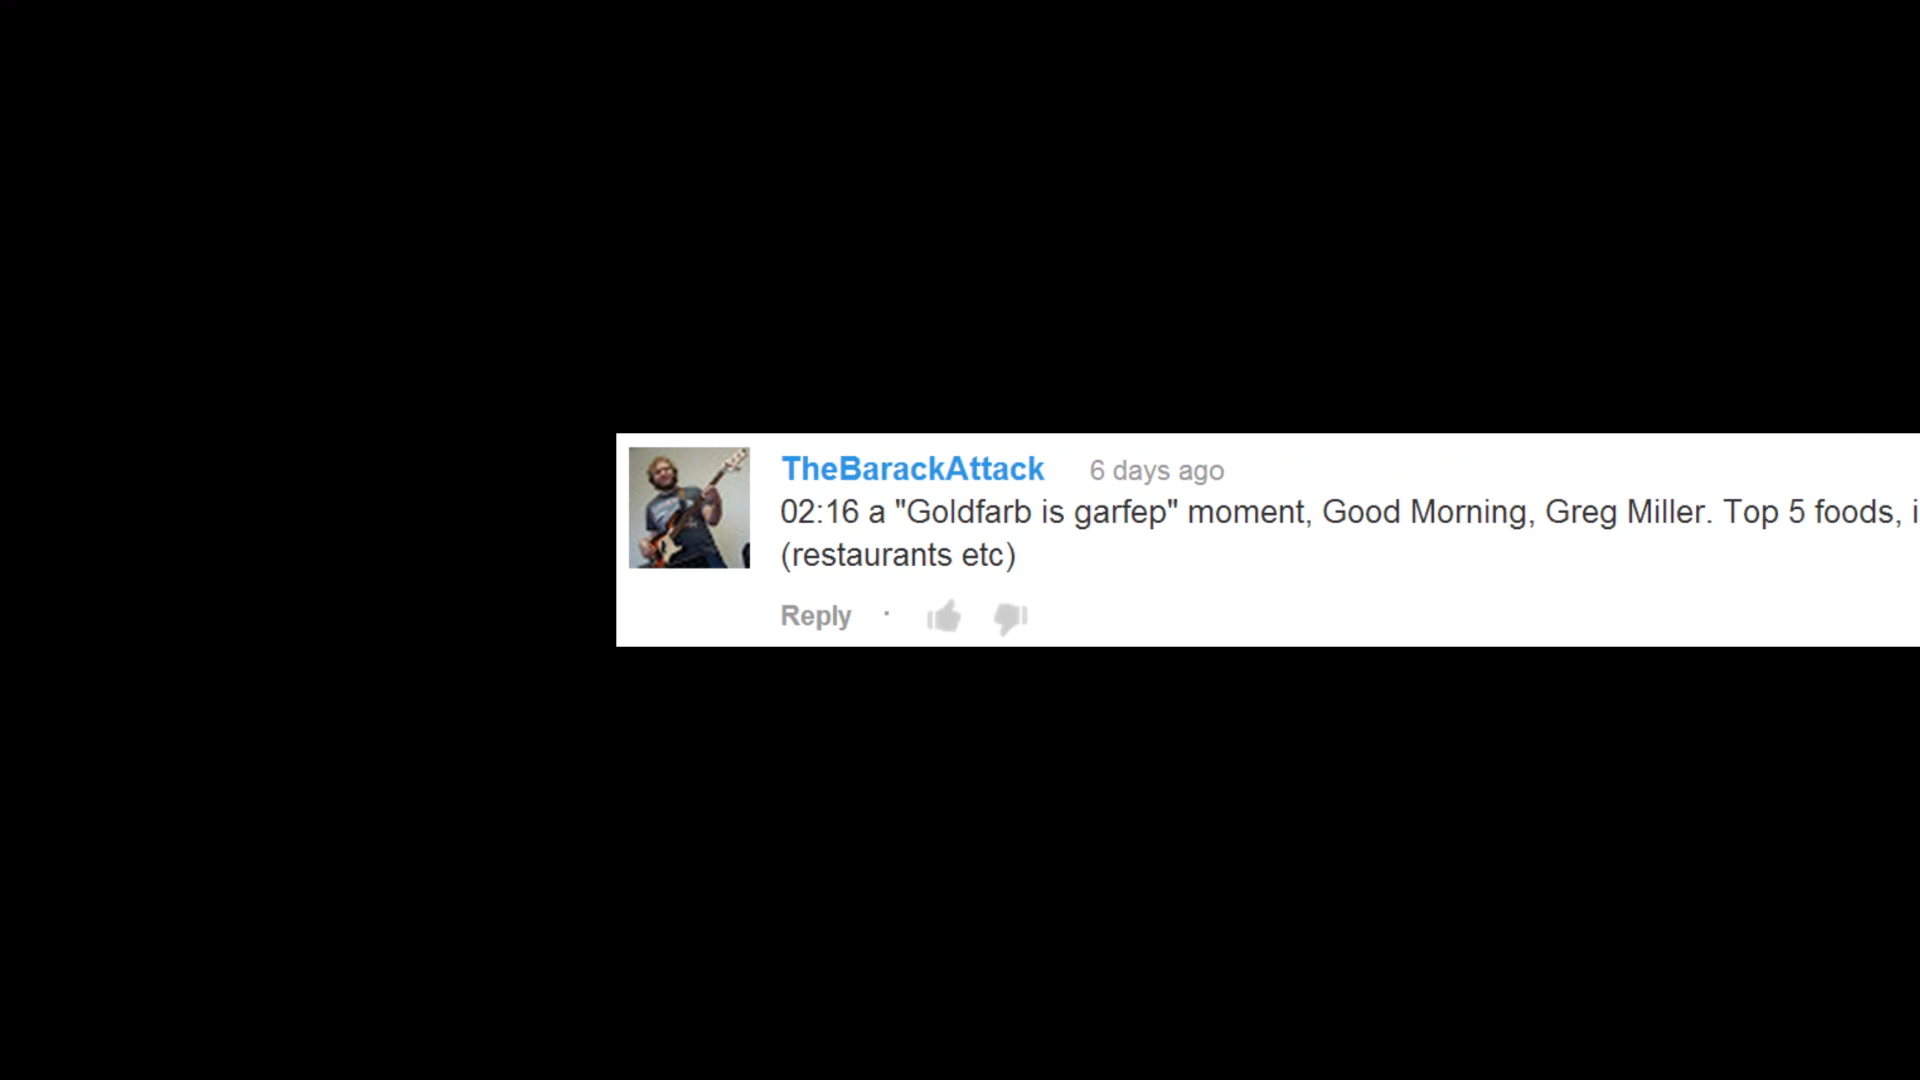 TheBarackAttack 6 days ago
02:16 a "Goldfarb is garfep" moment, Good Morning, Greg Miller. Top 5 foods,
(restaurants etc)
Reply ·